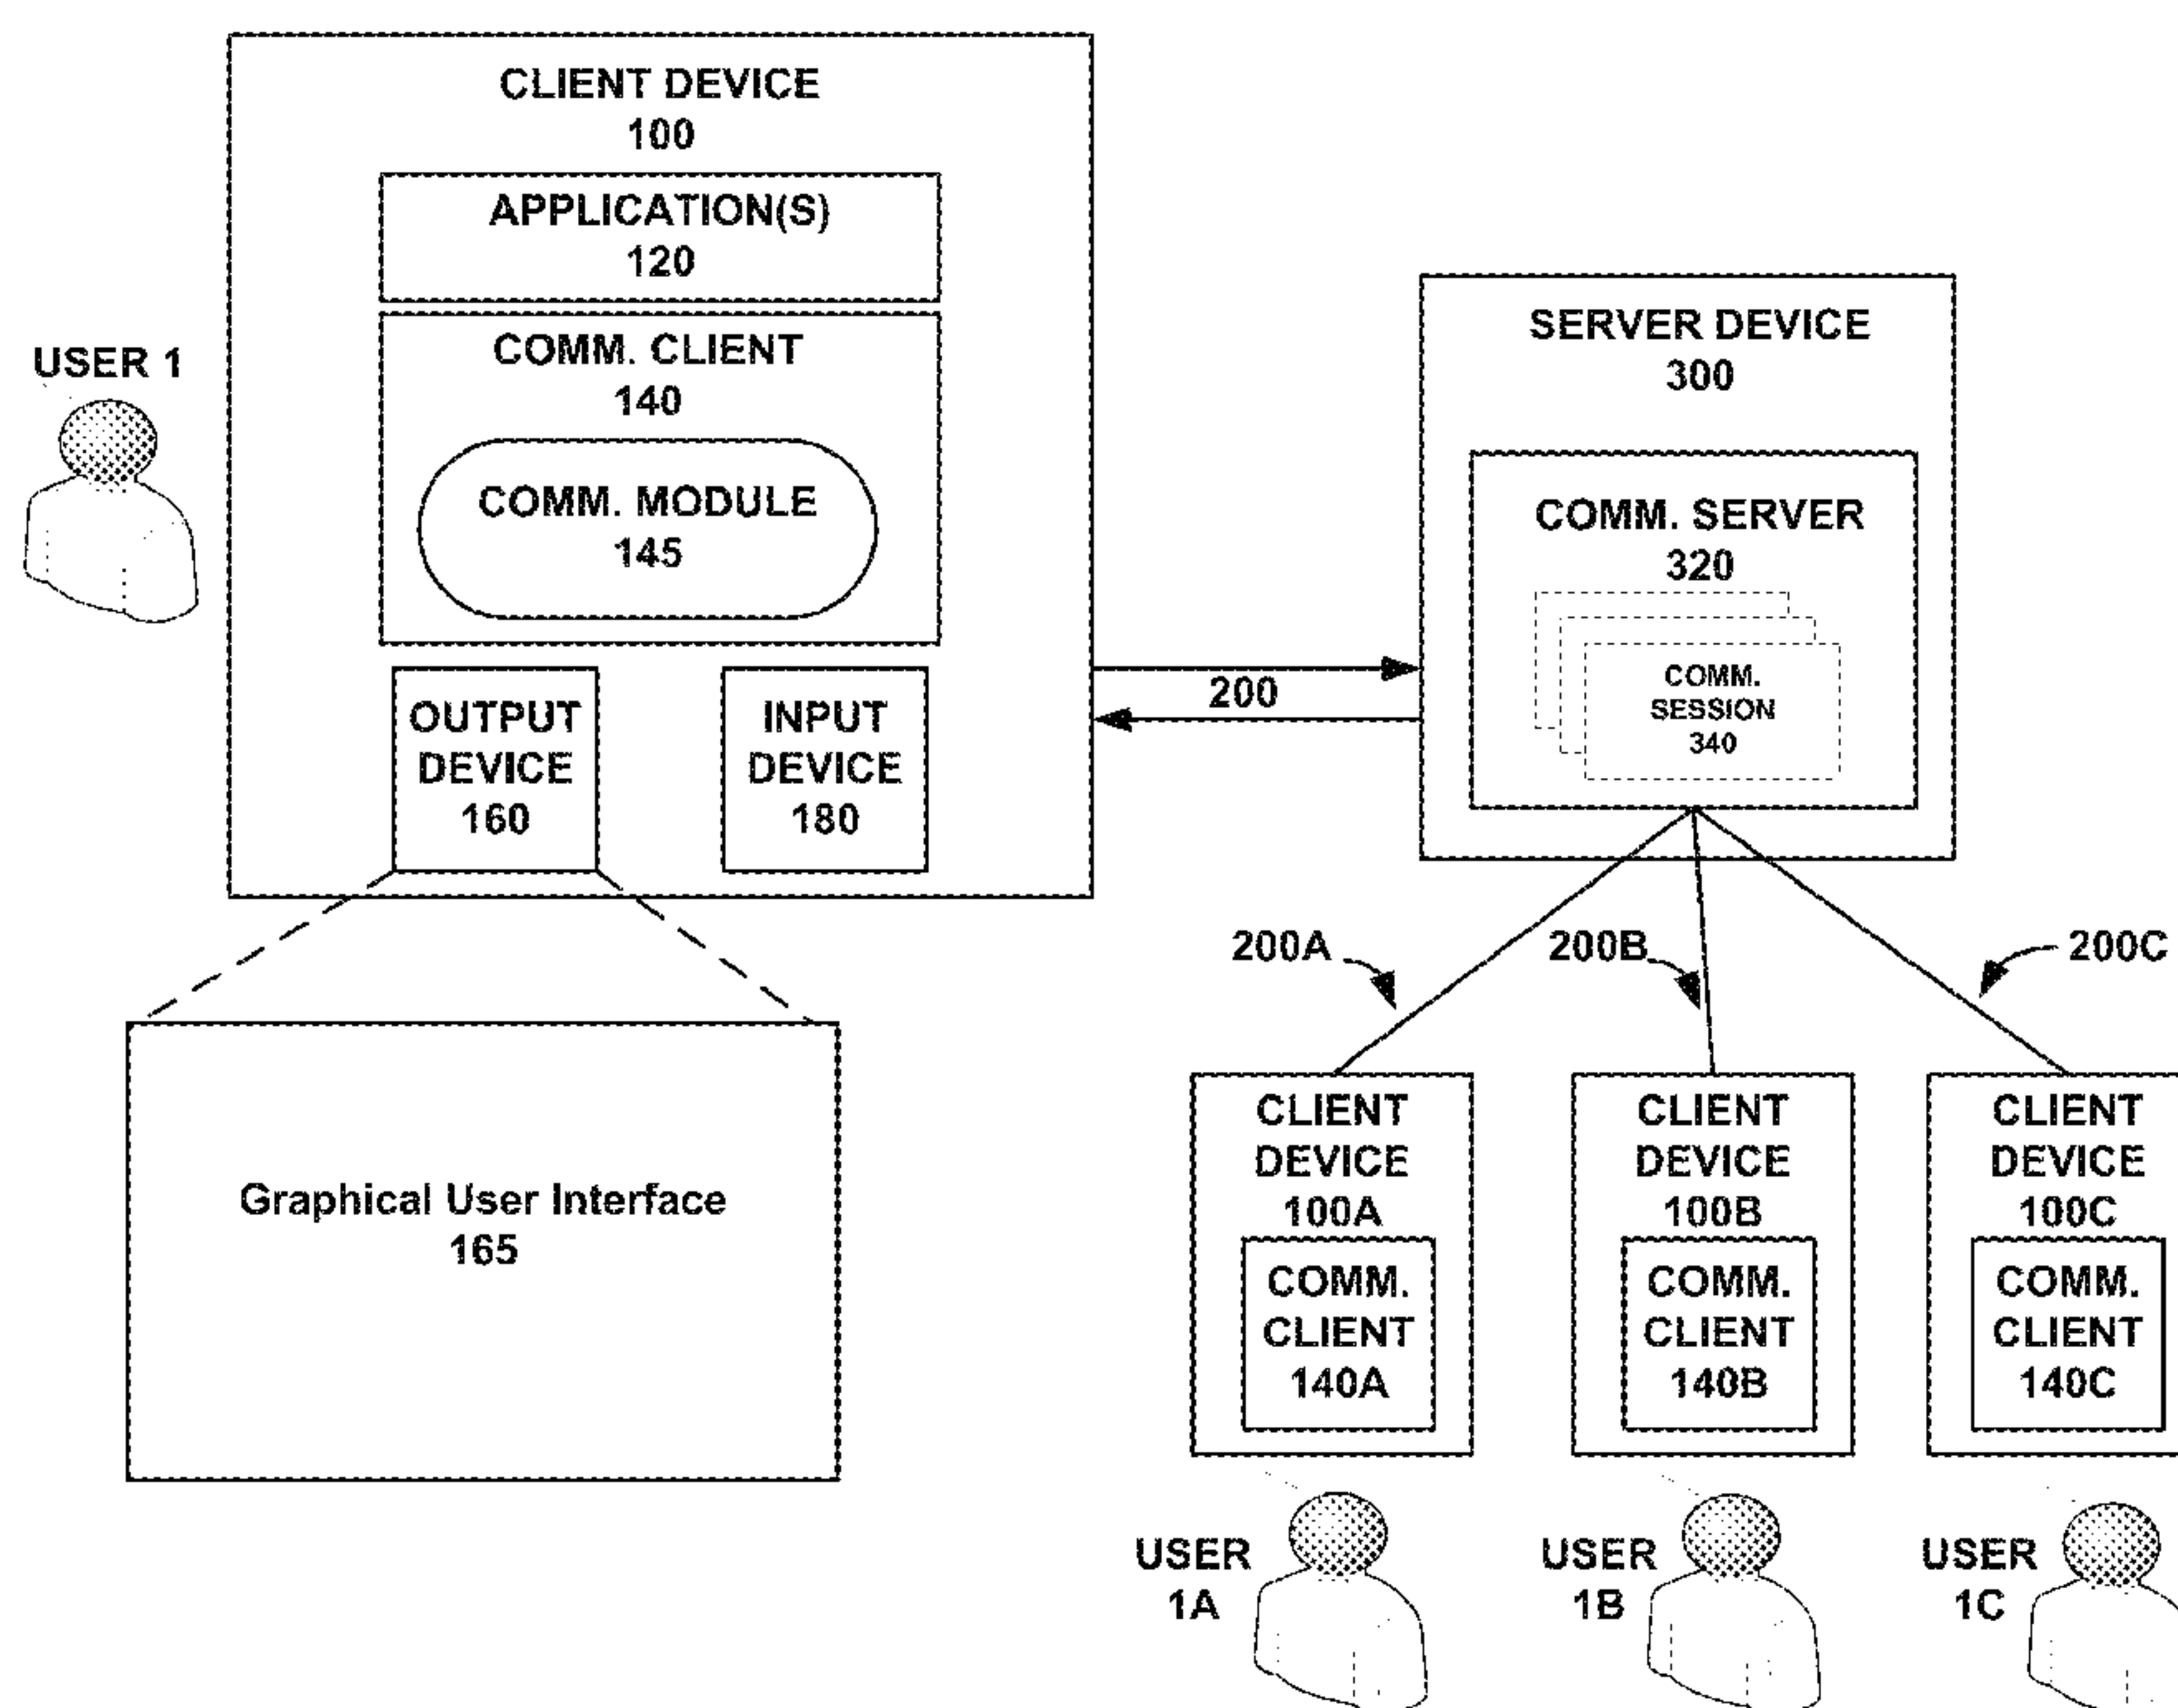 CLIENT DEVICE
100
APPLICATION(S)
120
COMM. CLIENT
140
COMM. MODULE
145
OUTPUT
DEVICE
160
INPUT
DEVICE
180
USER 1
200
SERVER DEVICE
300
COMM. SERVER
320
COMM.
SESSION
340
200A
200B
200C
Graphical User Interface
165
CLIENT
DEVICE
100A
COMM.
CLIENT
140A
CLIENT
DEVICE
100B
COMM.
CLIENT
140B
CLIENT
DEVICE
100C
COMM.
CLIENT
140C
USER
1A
USER
1B
USER
1C